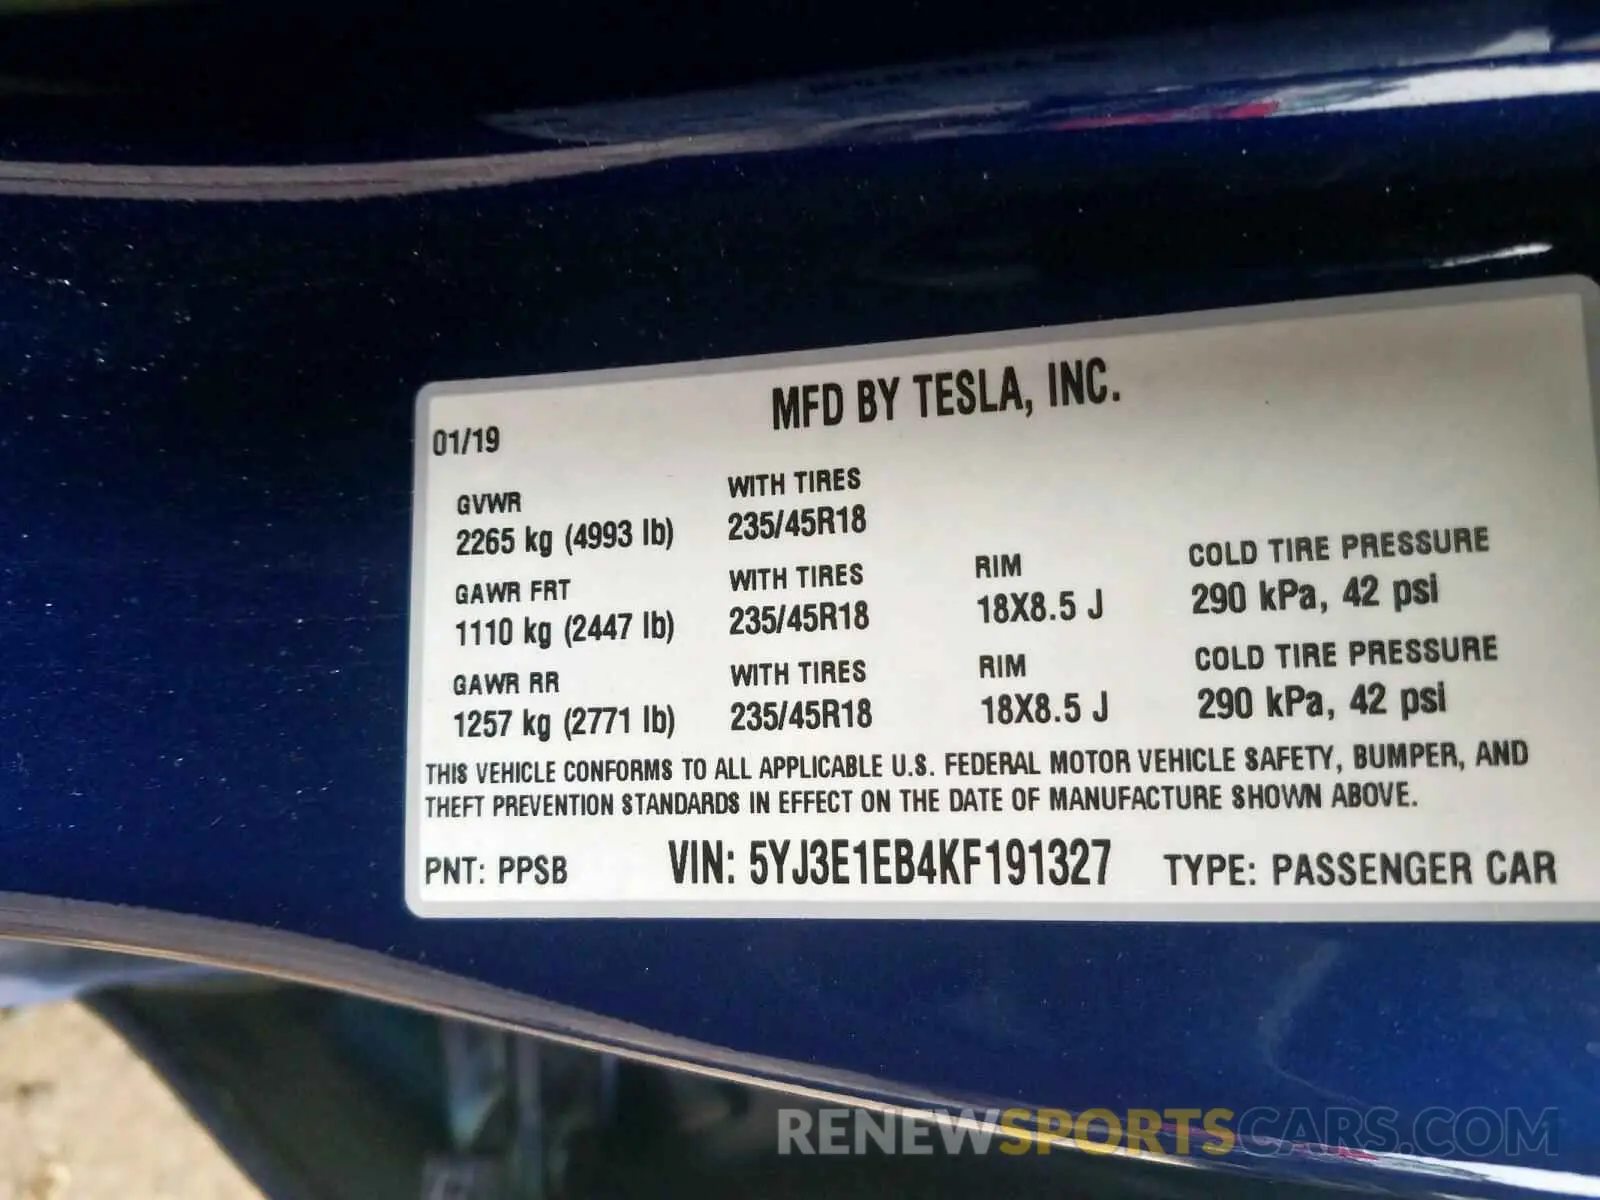 MFD BY TESLA, INC.
01/19
GVWR
2265 kg (4993 lb)
WITH TIRES
235/45R18
GAWR FRT
1110 kg (2447 lb)
WITH TIRES
235/45R18
RIM
18X8.5 J
COLD TIRE PRESSURE
290 kPa, 42 psi
GAWR RR
1257 kg (2771 lb)
WITH TIRES
235/45R18
RIM
18X8.5 J
COLD TIRE PRESSURE
290 kPa, 42 psi
THIS VEHICLE CONFORMS TO ALL APPLICABLE U.S. FEDERAL MOTOR VEHICLE SAFETY, BUMPER, AND
THEFT PREVENTION STANDARDS IN EFFECT ON THE DATE OF MANUFACTURE SHOWN ABOVE.
PNT: PPSB VIN: 5YJ3E1EB4KF191327 TYPE: PASSENGER CAR
RENEWSPORTSCARS.COM